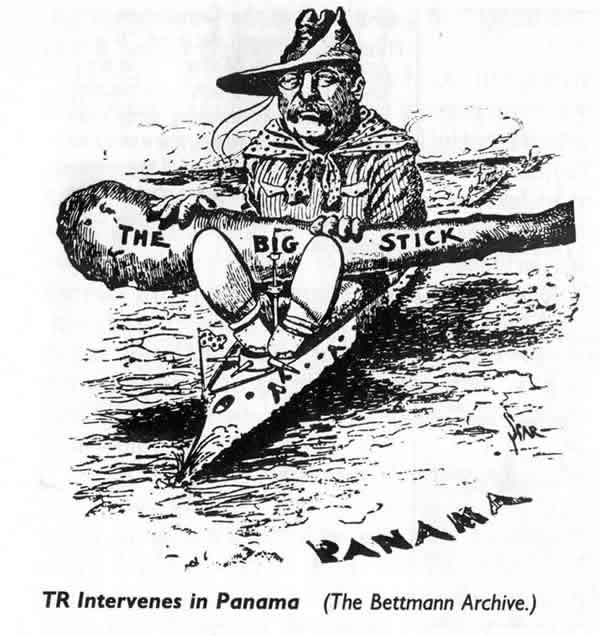 THE BIG STICK
PANAMA
TR Intervenes in Panama (The Bettmann Archive.)